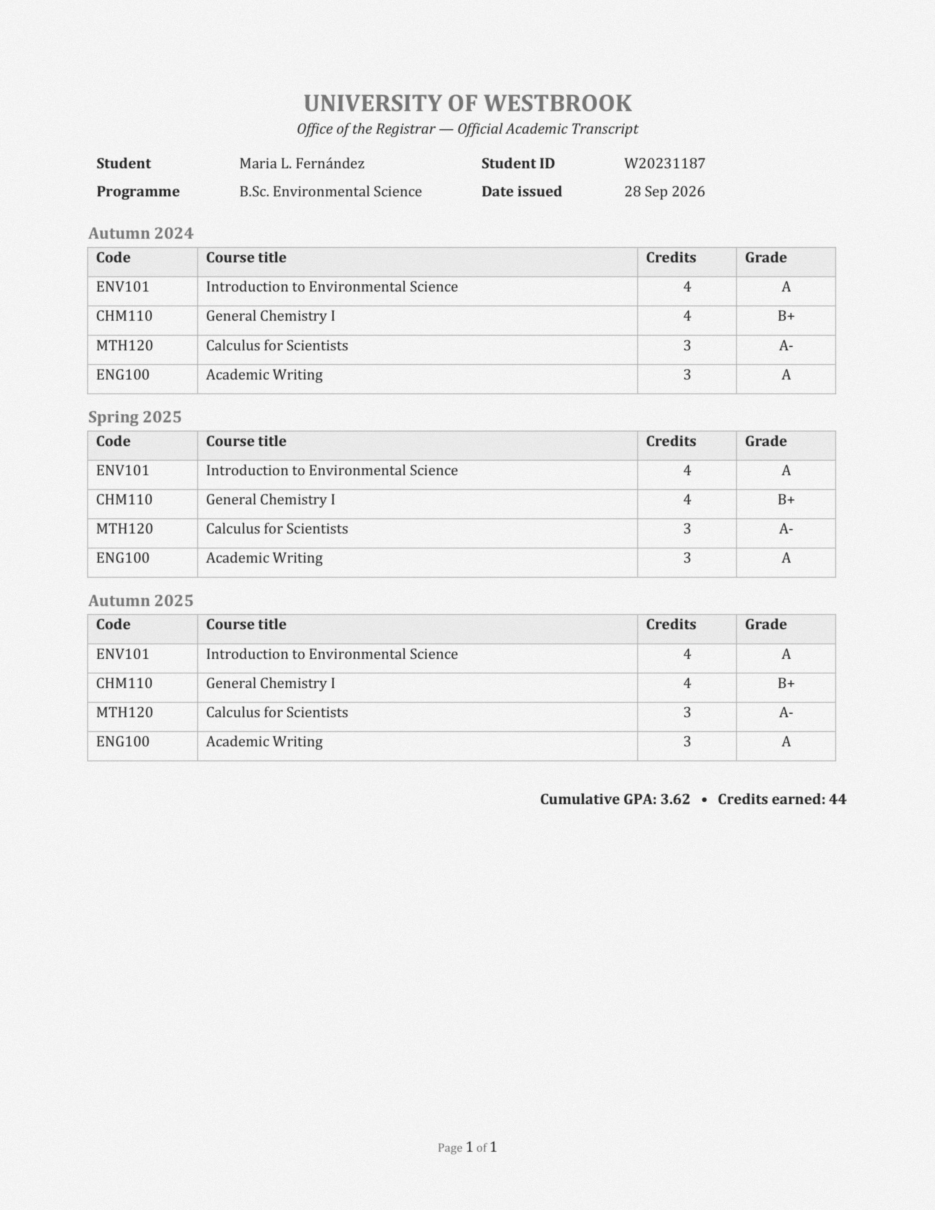 UNIVERSITY OF WESTBROOK
Office of the Registrar — Official Academic Transcript
Student Maria L. Fernández Student ID W20231187
Programme B.Sc. Environmental Science Date issued 28 Sep 2026
Autumn 2024
Code Course title Credits Grade
ENV101 Introduction to Environmental Science 4 A
CHM110 General Chemistry I 4 B+
MTH120 Calculus for Scientists 3 A-
ENG100 Academic Writing 3 A
Spring 2025
Code Course title Credits Grade
ENV101 Introduction to Environmental Science 4 A
CHM110 General Chemistry I 4 B+
MTH120 Calculus for Scientists 3 A-
ENG100 Academic Writing 3 A
Autumn 2025
Code Course title Credits Grade
ENV101 Introduction to Environmental Science 4 A
CHM110 General Chemistry I 4 B+
MTH120 Calculus for Scientists 3 A-
ENG100 Academic Writing 3 A
Cumulative GPA: 3.62 • Credits earned: 44
Page 1 of 1